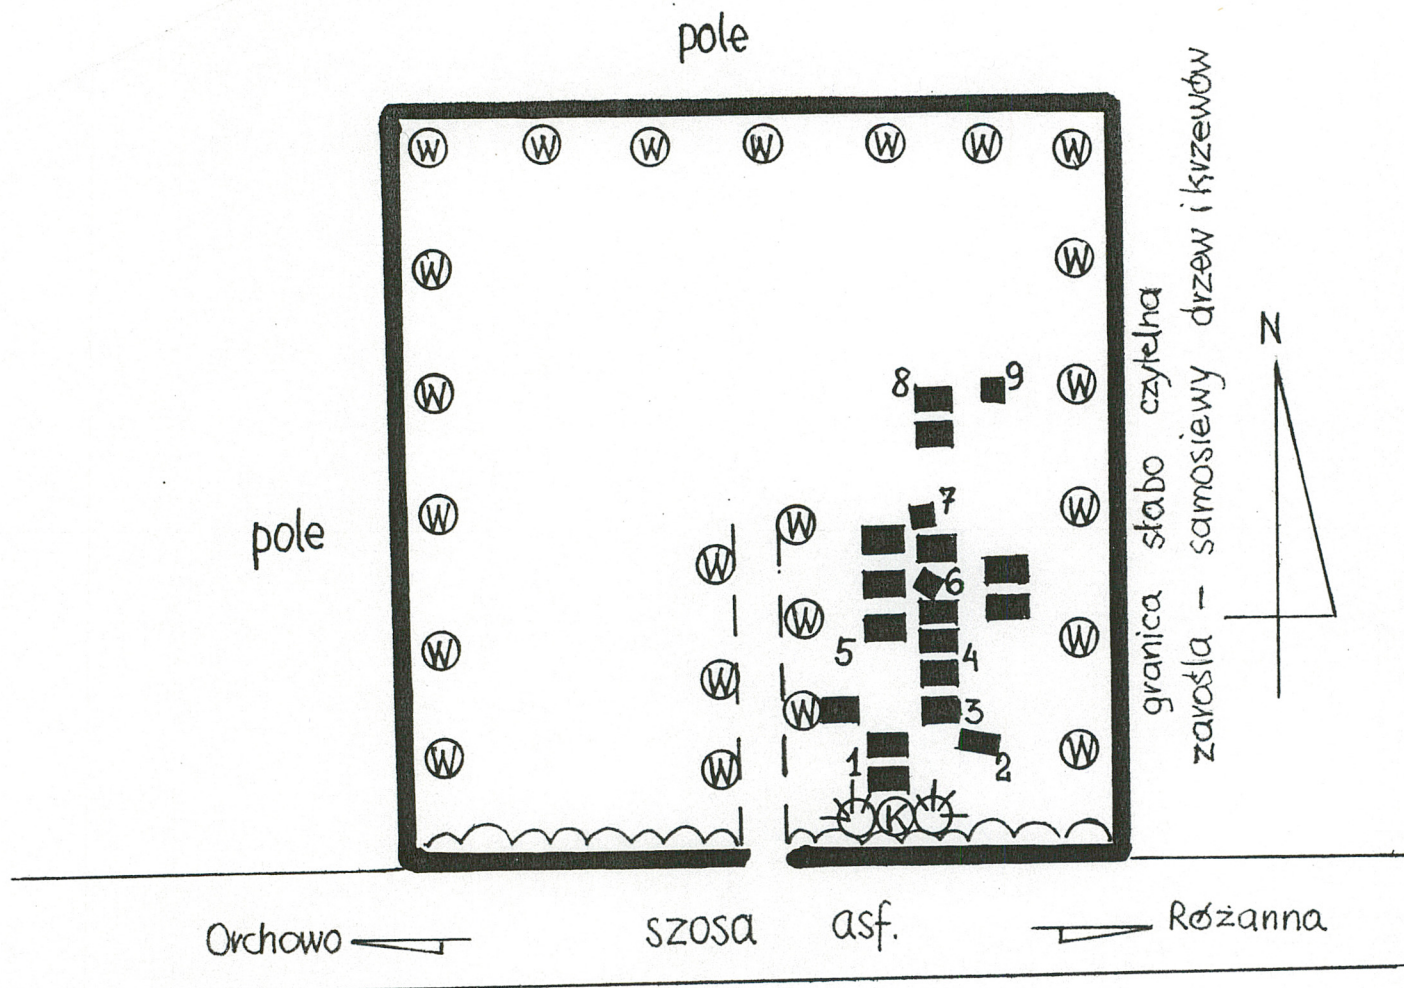 pole
W W W W W W W
W W
W W
8 9
N
7
W W W
W
6
pole
W
5 4
W W
W
W 3
1 2
W W W
K
granica słabo czytelna
zarośla – samosiewy drzew i krzewów
Orchowo szosa asf. Różanna